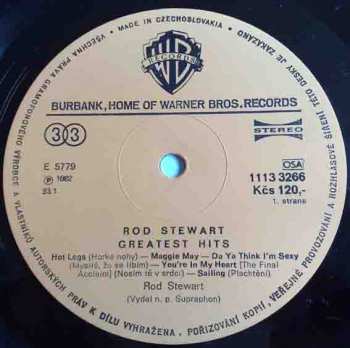 MADE IN CZECHOSLOVAKIA
VŠECHNA PRÁVA GRAMOFONOVÉHO VÝROBCE A VLASTNÍKŮ AUTORSKÝCH PRÁV K DÍLU VYHRAŽENA. POŘIZOVÁNÍ KOPIÍ, VEŘEJNÉ PROVOZOVÁNÍ A ROZHLASOVÉ ŠÍŘENÍ TÉTO DESKY JE ZAKÁZÁNO
WB
RECORDS
BURBANK, HOME OF WARNER BROS. RECORDS
33
STEREO
E 5779
℗ 1982
33.1
OSA
1113 3266
Kčs 120,-
1. strana
ROD STEWART
GREATEST HITS
Hot Legs (Horké nohy) — Maggie May — Da Ya Think I'm Sexy
(Myslíš, že se líbím) — You're In My Heart [The Final
Acclaim] (Nosím tě v srdci) — Sailing (Plachtění)
Rod Stewart
(Vydal n. p. Supraphon)